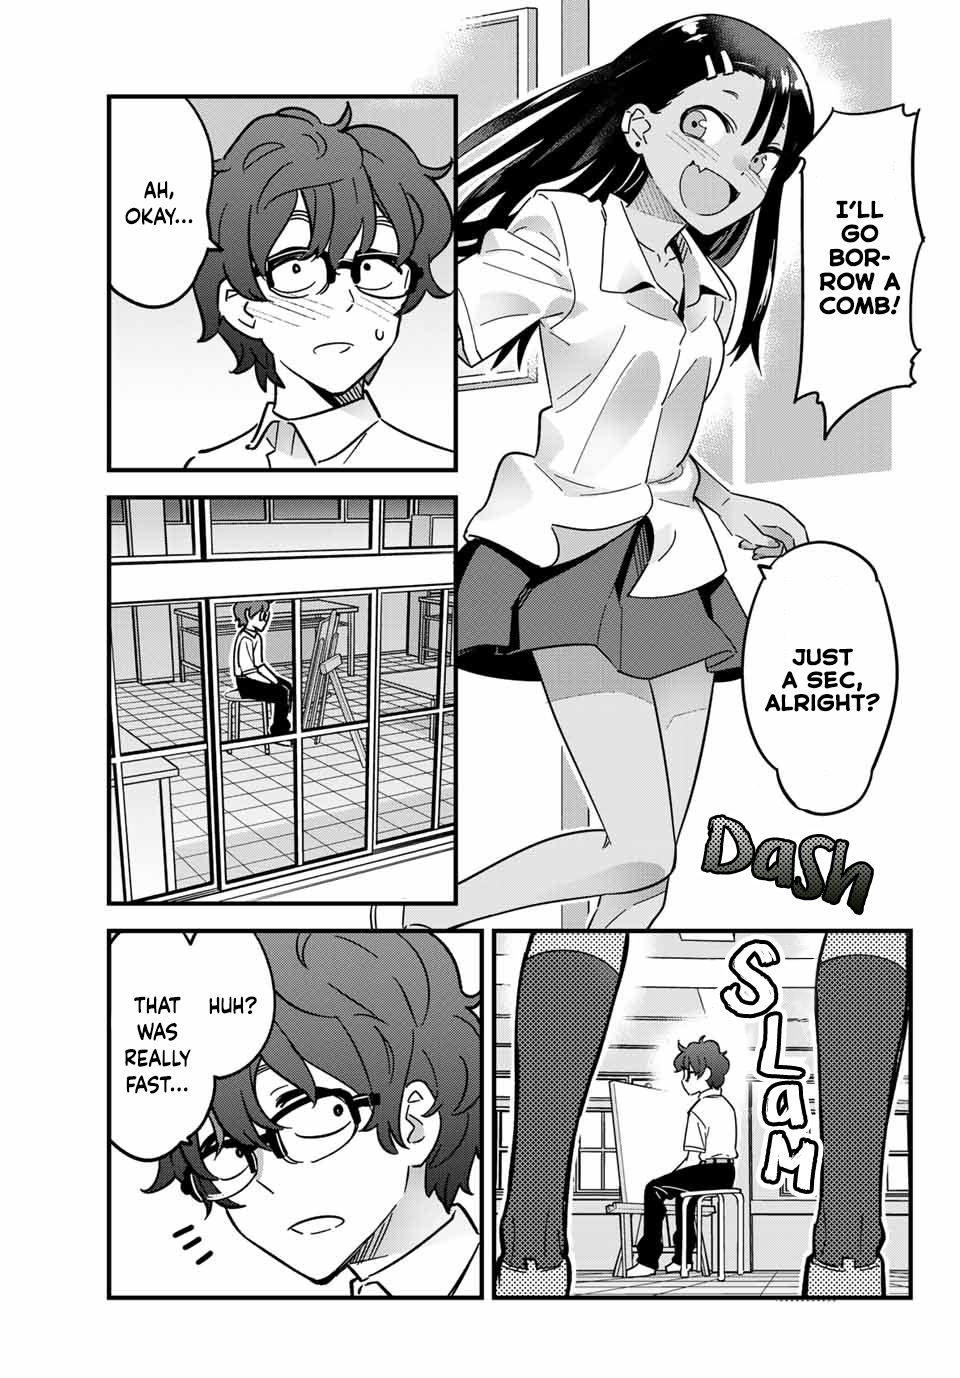 I'LL
GO
BOR-
ROW A
COMB!
JUST
A SEC,
ALRIGHT?
DaSh
AH,
OKAY...
SLaM
HUH?
THAT
WAS
REALLY
FAST...